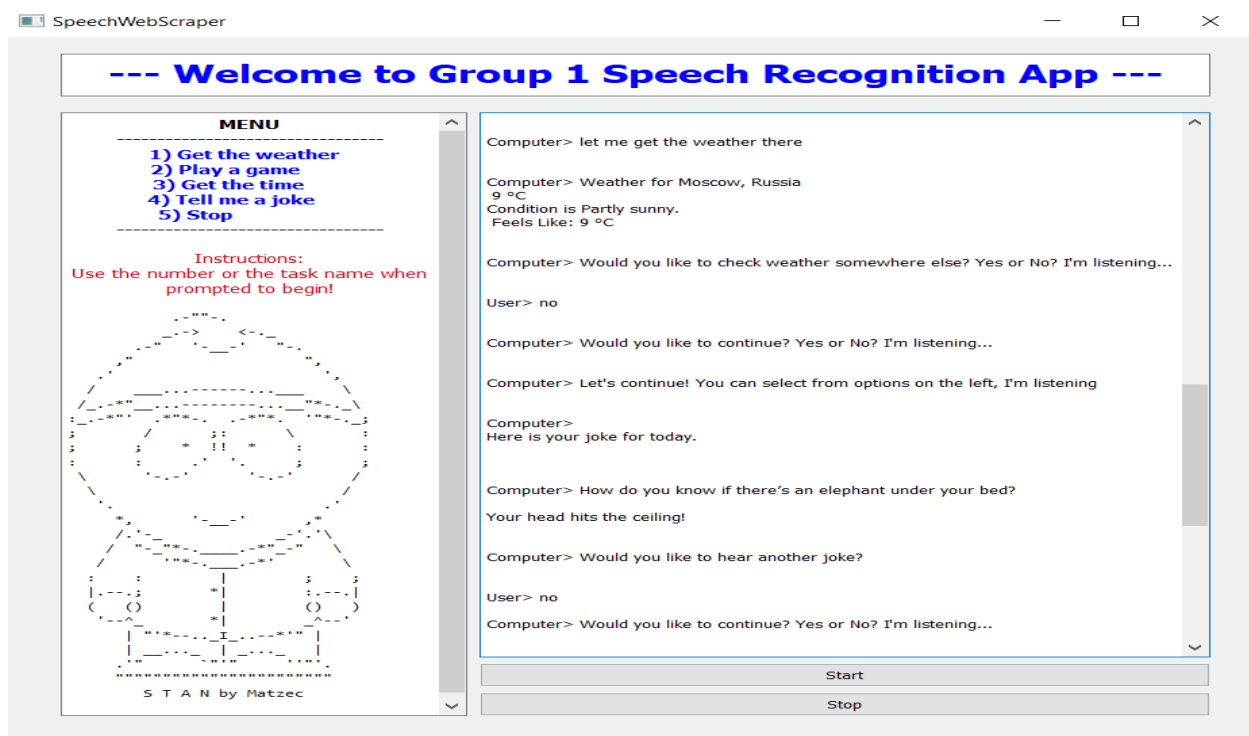 SpeechWebScraper
--- Welcome to Group 1 Speech Recognition App ---
MENU
---------------------------------
1) Get the weather
2) Play a game
3) Get the time
4) Tell me a joke
5) Stop
---------------------------------
Instructions:
Use the number or the task name when
prompted to begin!
S T A N by Matzec
Computer> let me get the weather there
Computer> Weather for Moscow, Russia
9 °C
Condition is Partly sunny.
Feels Like: 9 °C
Computer> Would you like to check weather somewhere else? Yes or No? I'm listening...
User> no
Computer> Would you like to continue? Yes or No? I'm listening...
Computer> Let's continue! You can select from options on the left, I'm listening
Computer>
Here is your joke for today.
Computer> How do you know if there’s an elephant under your bed?
Your head hits the ceiling!
Computer> Would you like to hear another joke?
User> no
Computer> Would you like to continue? Yes or No? I'm listening...
Start
Stop